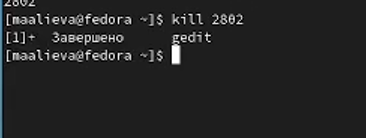 2802
[maalieva@fedora ~]$ kill 2802
[1]+  Завершено      gedit
[maalieva@fedora ~]$